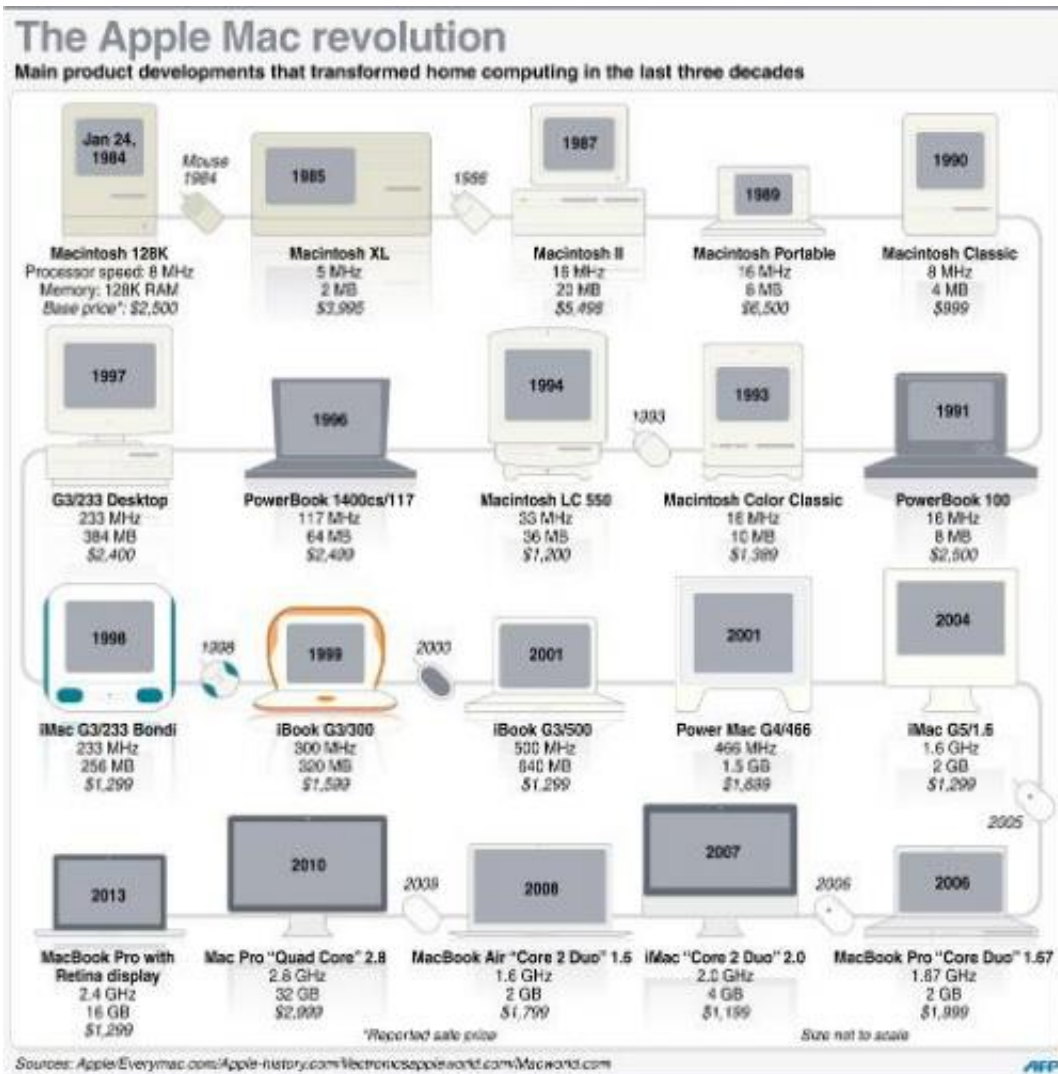 The Apple Mac revolution
Main product developments that transformed home computing in the last three decades
Jan 24,
1984
Mouse
1984
1985
1986
1987
1989
1990
Macintosh 128K
Processor speed: 8 MHz
Memory: 128K RAM
Base price*: $2,500
Macintosh XL
5 MHz
2 MB
$3,995
Macintosh II
16 MHz
20 MB
$5,498
Macintosh Portable
16 MHz
6 MB
$6,500
Macintosh Classic
8 MHz
4 MB
$999
1997
1996
1994
1993
1993
1991
G3/233 Desktop
233 MHz
384 MB
$2,400
PowerBook 1400cs/117
117 MHz
64 MB
$2,499
Macintosh LC 550
33 MHz
36 MB
$1,200
Macintosh Color Classic
16 MHz
10 MB
$1,389
PowerBook 100
16 MHz
8 MB
$2,500
1998
1998
1999
2000
2001
2001
2004
iMac G3/233 Bondi
233 MHz
256 MB
$1,299
iBook G3/300
300 MHz
320 MB
$1,599
iBook G3/500
500 MHz
640 MB
$1,299
Power Mac G4/466
466 MHz
1.5 GB
$1,699
iMac G5/1.6
1.6 GHz
2 GB
$1,299
2005
2013
2010
2009
2008
2007
2006
2006
MacBook Pro with
Retina display
2.4 GHz
16 GB
$1,299
Mac Pro "Quad Core" 2.8
2.8 GHz
32 GB
$2,999
MacBook Air "Core 2 Duo" 1.6
1.6 GHz
2 GB
$1,799
iMac "Core 2 Duo" 2.0
2.0 GHz
4 GB
$1,199
MacBook Pro "Core Duo" 1.67
1.67 GHz
2 GB
$1,999
*Reported sale price
Size not to scale
Sources: Apple/Everymac.com/Apple-history.com/Vectronicsappleworld.com/Macworld.com
AFP